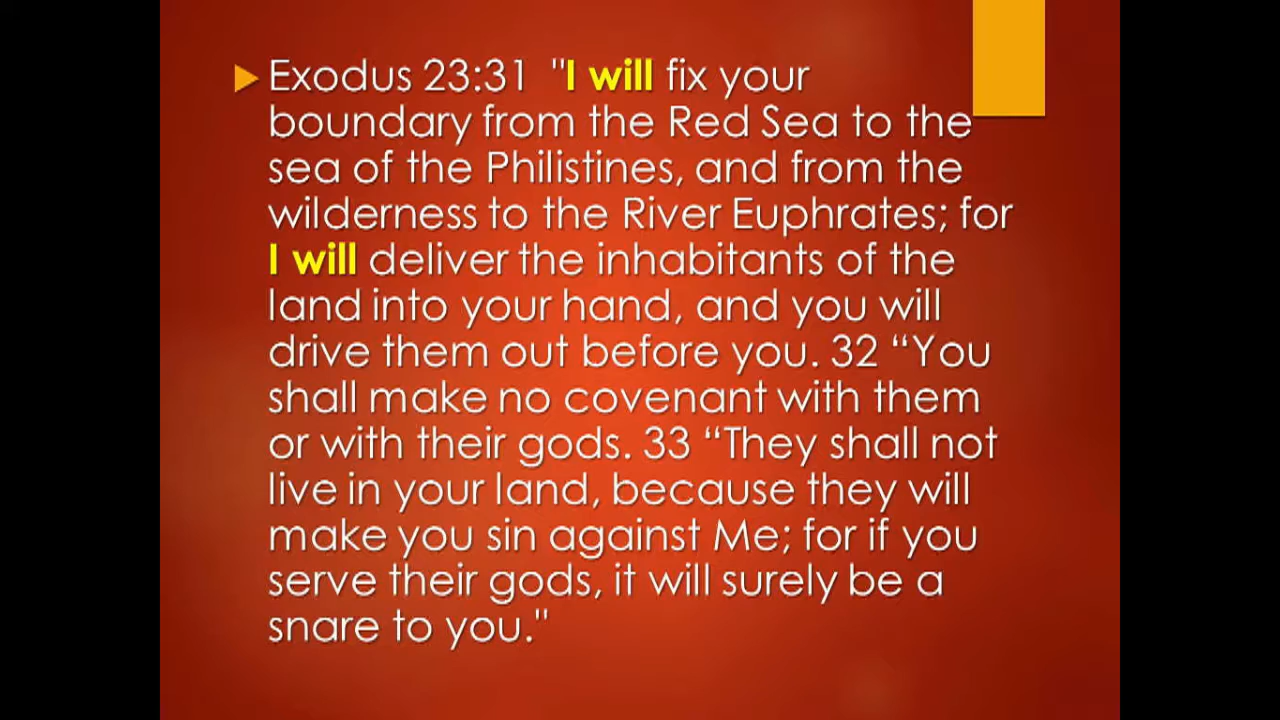 Exodus 23:31 "I will fix your
boundary from the Red Sea to the
sea of the Philistines, and from the
wilderness to the River Euphrates; for
I will deliver the inhabitants of the
land into your hand, and you will
drive them out before you. 32 “You
shall make no covenant with them
or with their gods. 33 “They shall not
live in your land, because they will
make you sin against Me; for if you
serve their gods, it will surely be a
snare to you."